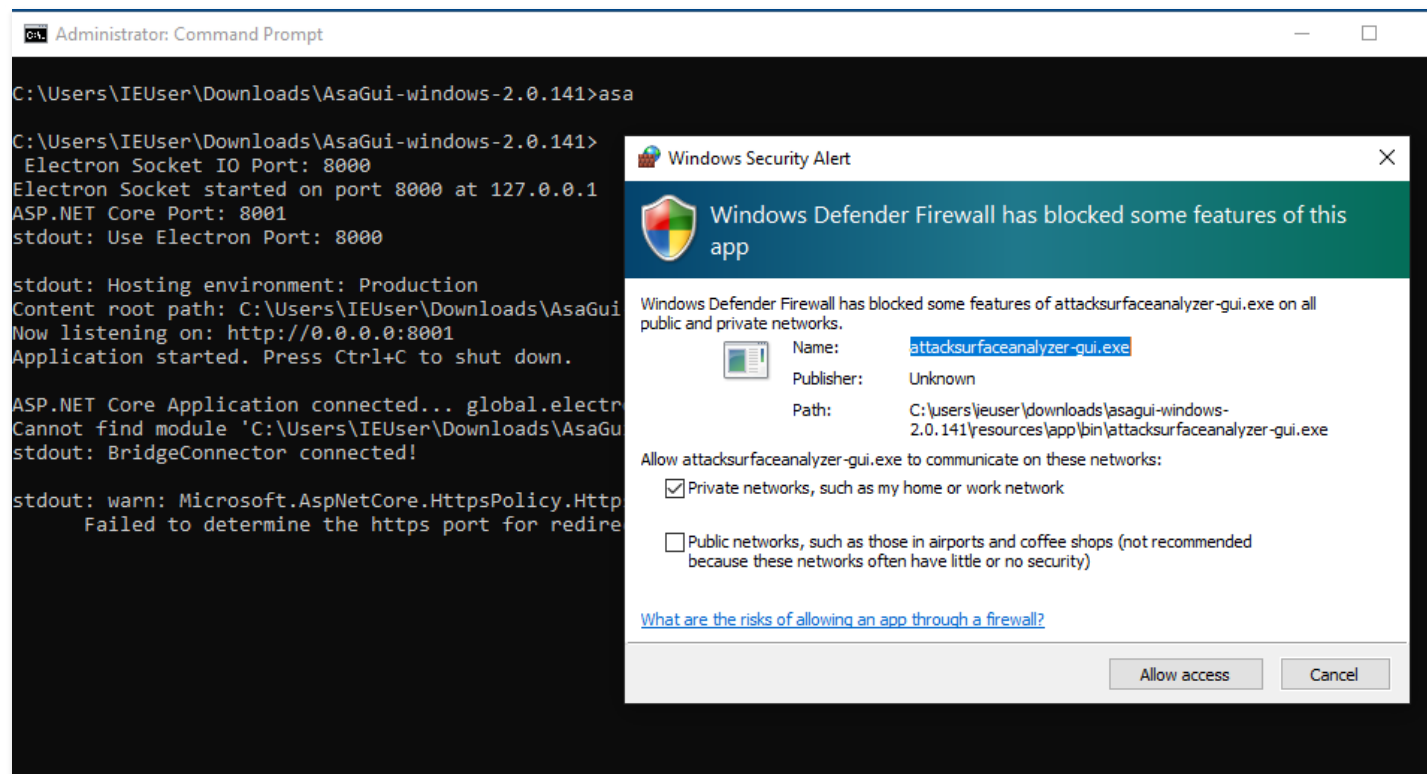 Administrator: Command Prompt
C:\Users\IEUser\Downloads\AsaGui-windows-2.0.141>asa
C:\Users\IEUser\Downloads\AsaGui-windows-2.0.141>
Electron Socket IO Port: 8000
Electron Socket started on port 8000 at 127.0.0.1
ASP.NET Core Port: 8001
stdout: Use Electron Port: 8000
stdout: Hosting environment: Production
Content root path: C:\Users\IEUser\Downloads\AsaGui
Now listening on: http://0.0.0.0:8001
Application started. Press Ctrl+C to shut down.
ASP.NET Core Application connected... global.electr
Cannot find module 'C:\Users\IEUser\Downloads\AsaGu
stdout: BridgeConnector connected!
stdout: warn: Microsoft.AspNetCore.HttpsPolicy.Http
Failed to determine the https port for redire
Windows Security Alert
Windows Defender Firewall has blocked some features of this
app
Windows Defender Firewall has blocked some features of attacksurfaceanalyzer-gui.exe on all
public and private networks.
Name: attacksurfaceanalyzer-gui.exe
Publisher: Unknown
Path: C:\users\ieuser\downloads\asagui-windows-
2.0.141\resources\app\bin\attacksurfaceanalyzer-gui.exe
Allow attacksurfaceanalyzer-gui.exe to communicate on these networks:
Private networks, such as my home or work network
Public networks, such as those in airports and coffee shops (not recommended
because these networks often have little or no security)
What are the risks of allowing an app through a firewall?
Allow access
Cancel